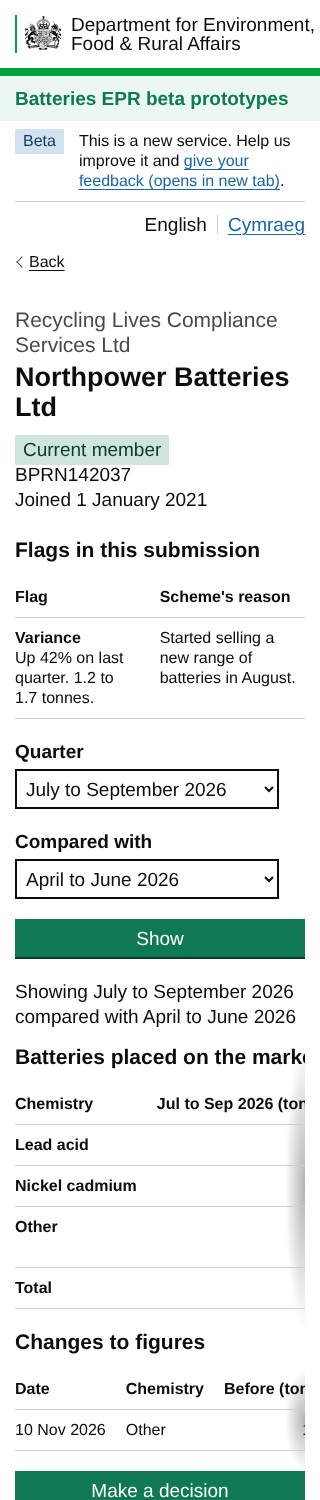 Department for Environment,
Food & Rural Affairs
Batteries EPR beta prototypes
Beta
This is a new service. Help us
improve it and give your
feedback (opens in new tab).
English
Cymraeg
Back
Recycling Lives Compliance
Services Ltd
Northpower Batteries
Ltd
Current member
BPRN142037
Joined 1 January 2021
Flags in this submission
Flag Scheme's reason
Variance
Up 42% on last
quarter. 1.2 to
1.7 tonnes.
Started selling a
new range of
batteries in August.
Quarter
July to September 2026
Compared with
April to June 2026
Show
Showing July to September 2026
compared with April to June 2026
Batteries placed on the
Chemistry Jul to Sep 2026
Lead acid
Nickel cadmium
Other
Total
Changes to figures
Date Chemistry Before
10 Nov 2026 Other
Make a decision